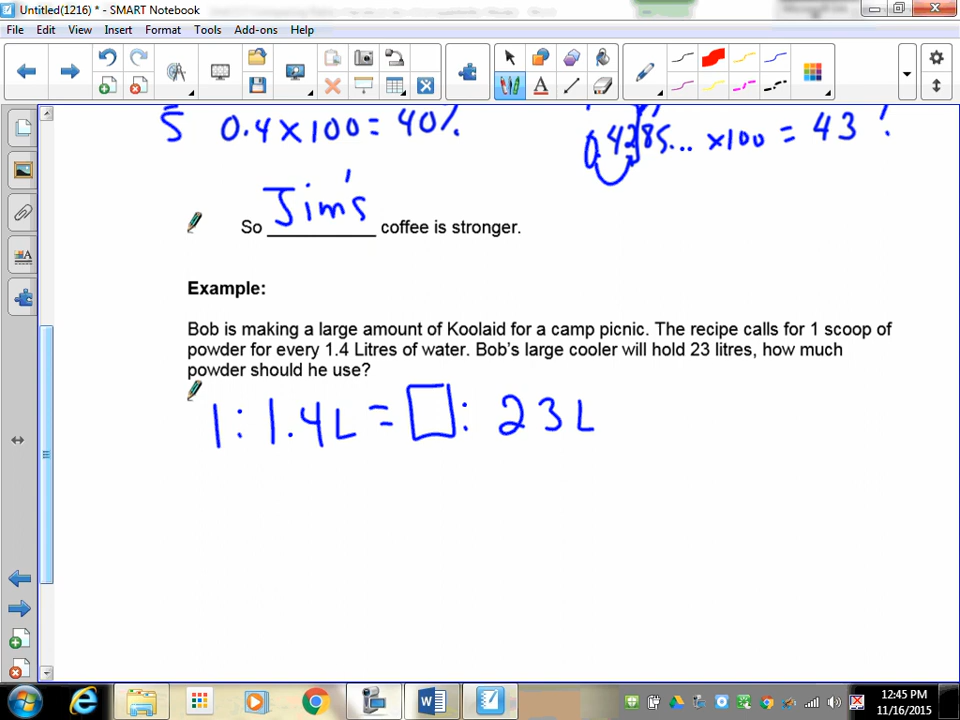 Untitled(1216) * - SMART Notebook
File Edit View Insert Format Tools Add-ons Help
5 0.4 x 100 = 40%
0.4285... x100 = 43
Jim's
So __________ coffee is stronger.
Example:
Bob is making a large amount of Koolaid for a camp picnic. The recipe calls for 1 scoop of
powder for every 1.4 Litres of water. Bob's large cooler will hold 23 litres, how much
powder should he use?
1 : 1.4L = □ : 23 L
12:45 PM
11/16/2015